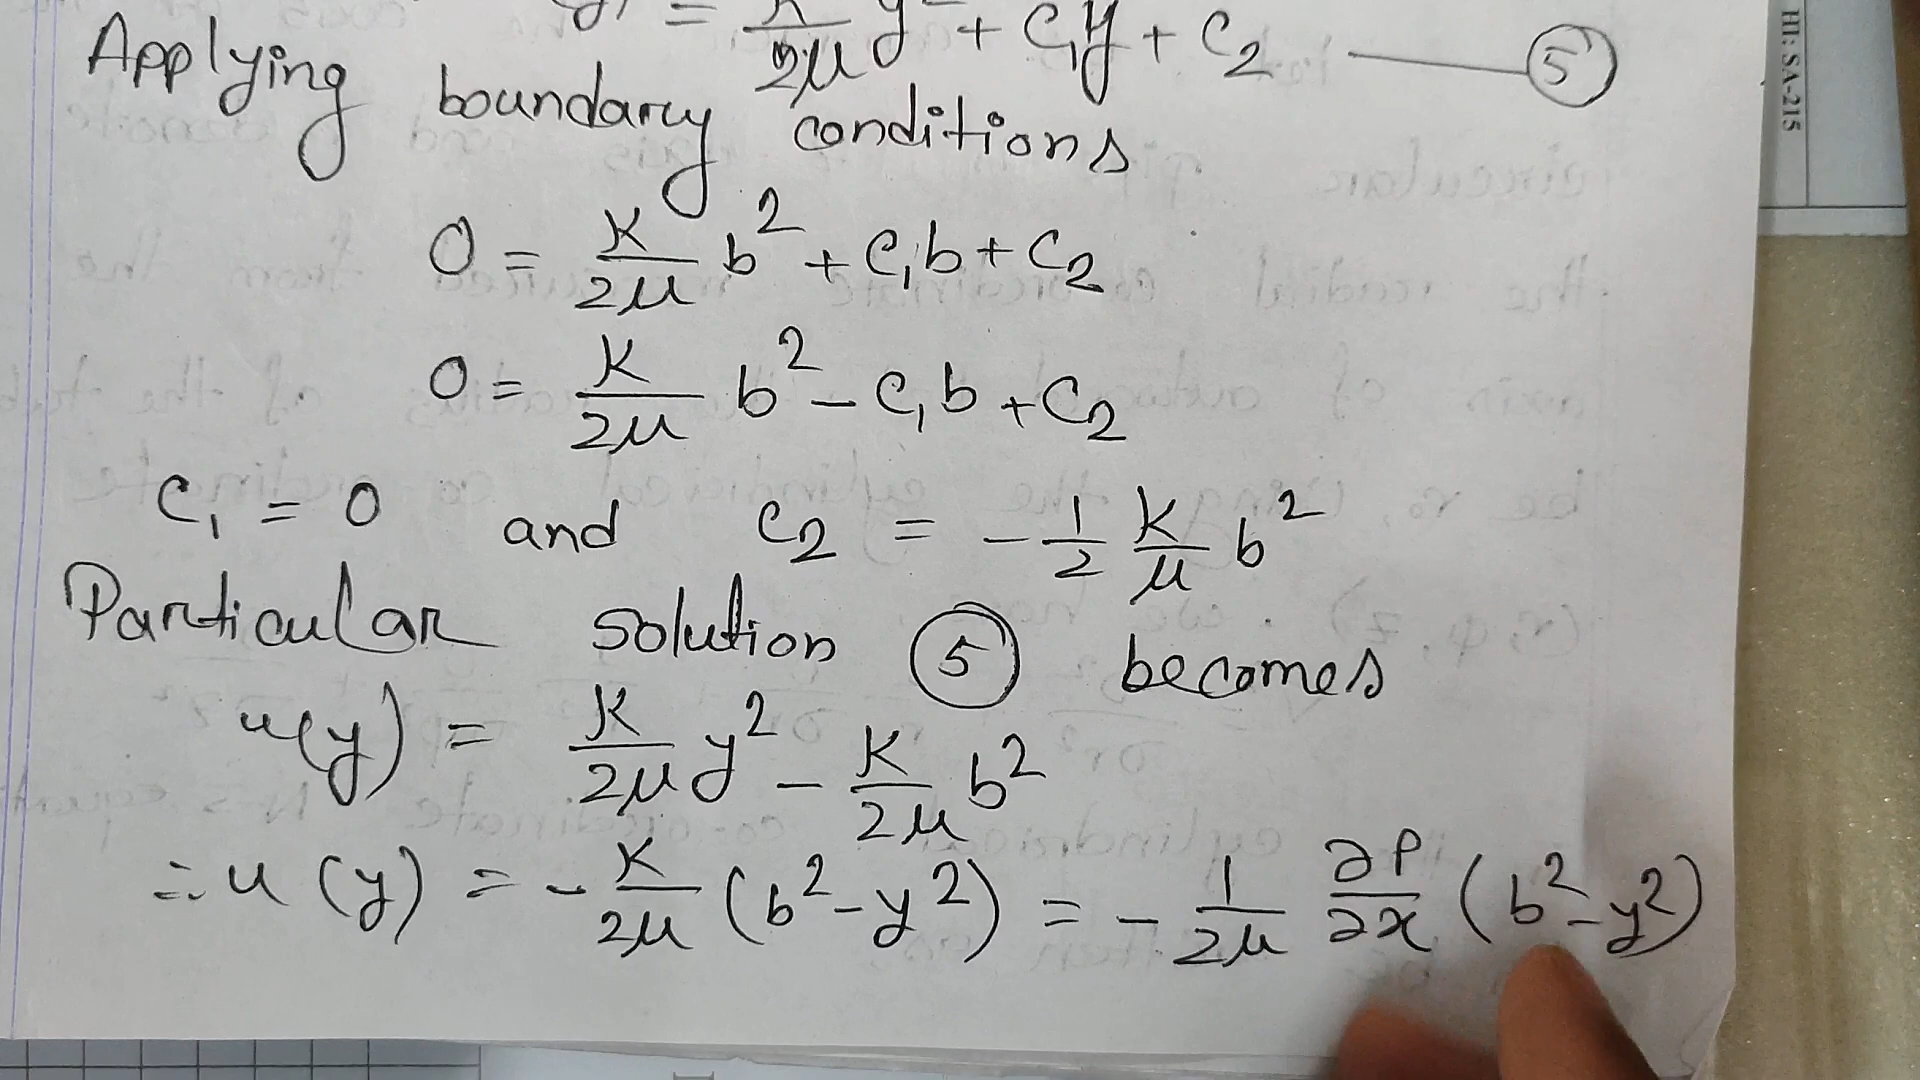 = K/2μ y² + C₁y + C₂ —— ⑤
Applying boundary conditions
0 = K/2μ b² + C₁b + C₂
0 = K/2μ b² - C₁b + C₂
C₁ = 0 and C₂ = -1/2 K/μ b²
Particular solution ⑤ becomes
u(y) = K/2μ y² - K/2μ b²
∴ u(y) = - K/2μ (b² - y²) = - 1/2μ ∂P/∂x (b² - y²)
HI: SA-215